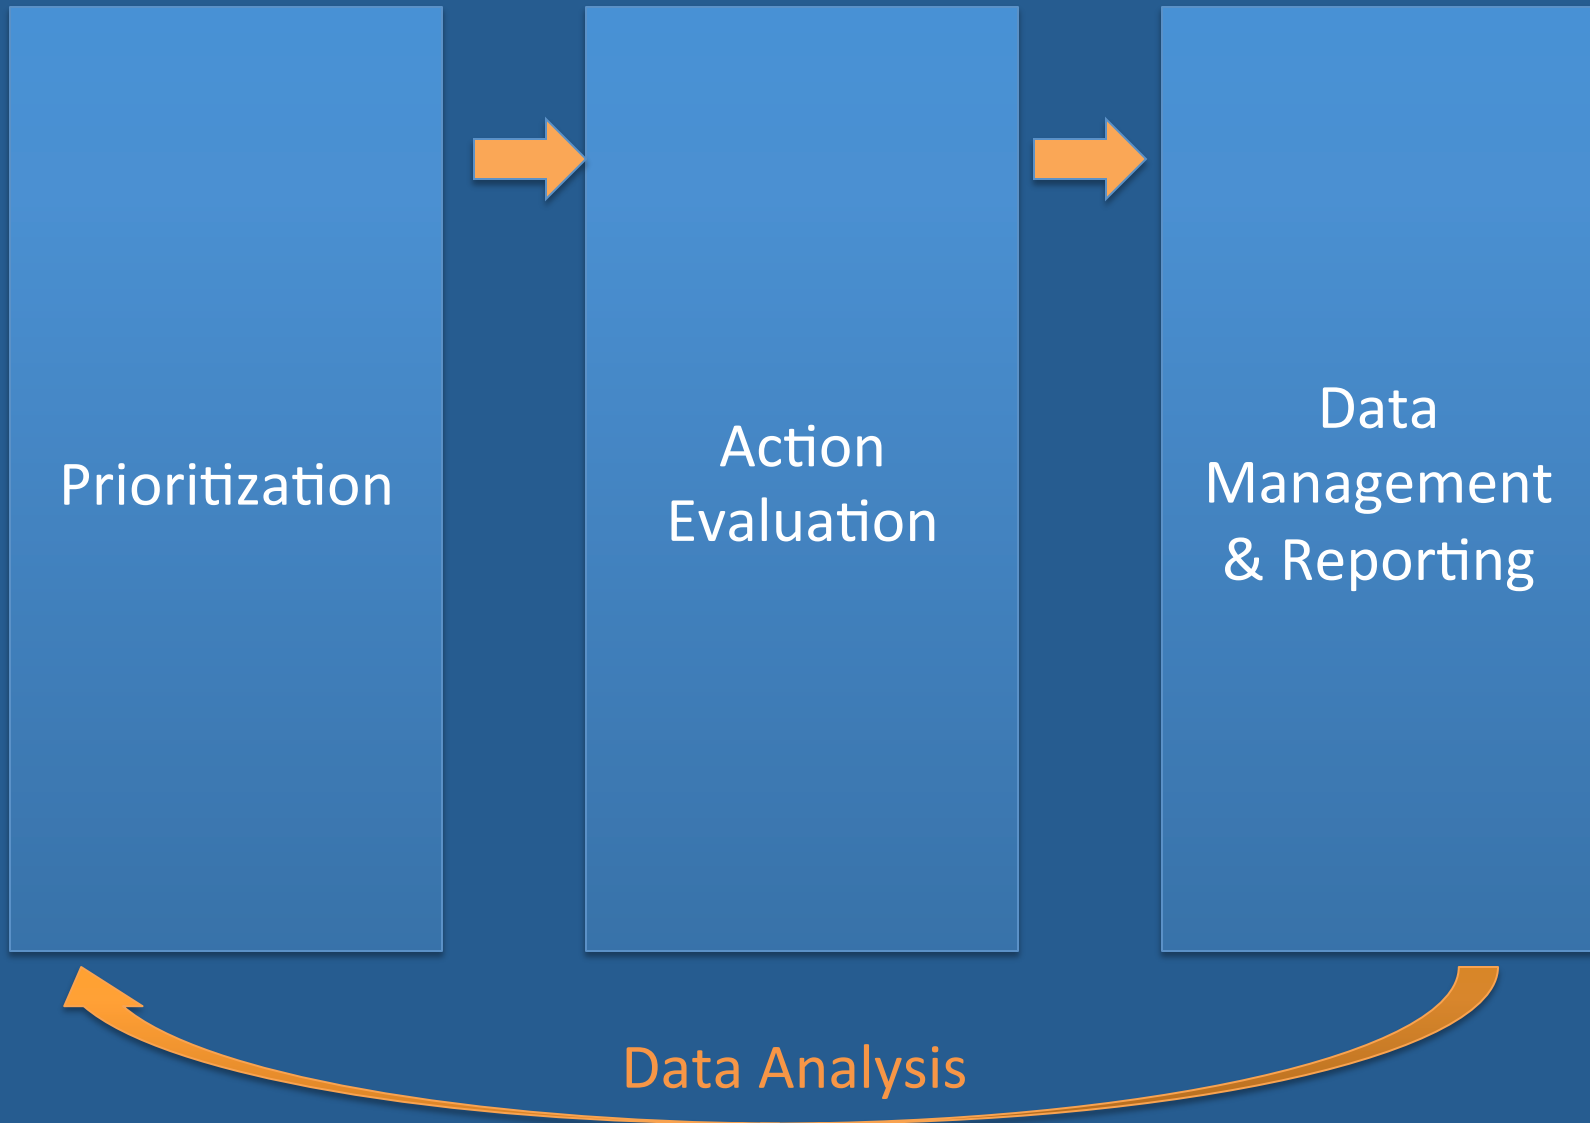 Prioritization
Action
Evaluation
Data
Management
& Reporting
Data Analysis